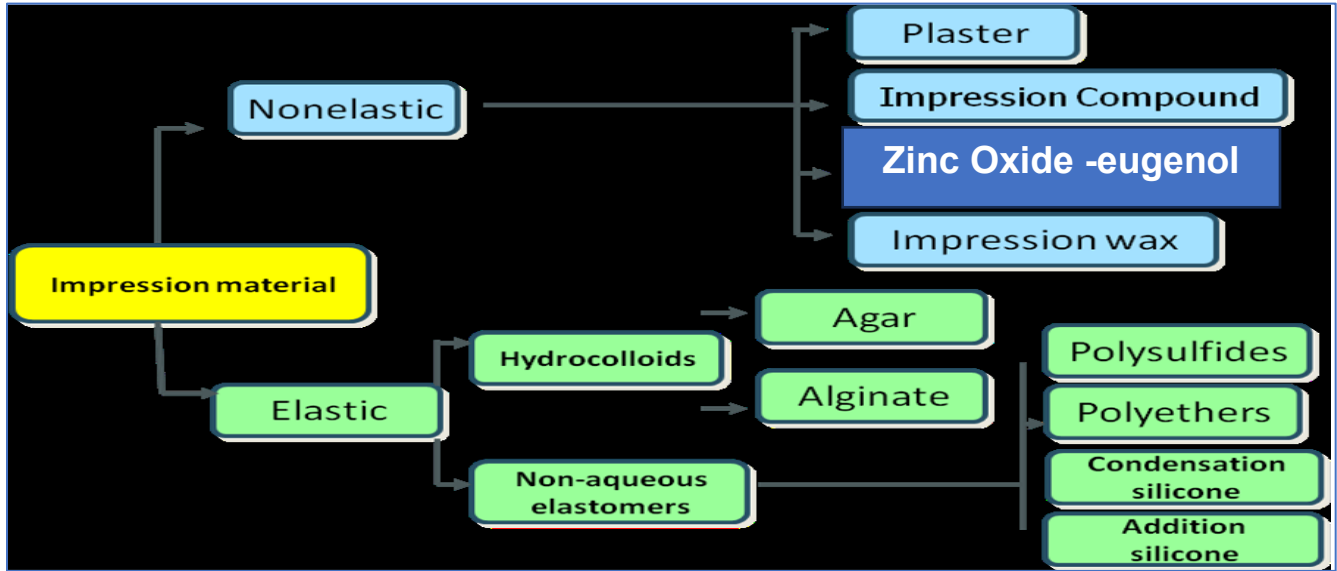 Plaster
Nonelastic
Impression Compound
Zinc Oxide -eugenol
Impression wax
Impression material
Agar
Hydrocolloids
Polysulfides
Elastic
Alginate
Polyethers
Non-aqueous
elastomers
Condensation
silicone
Addition
silicone